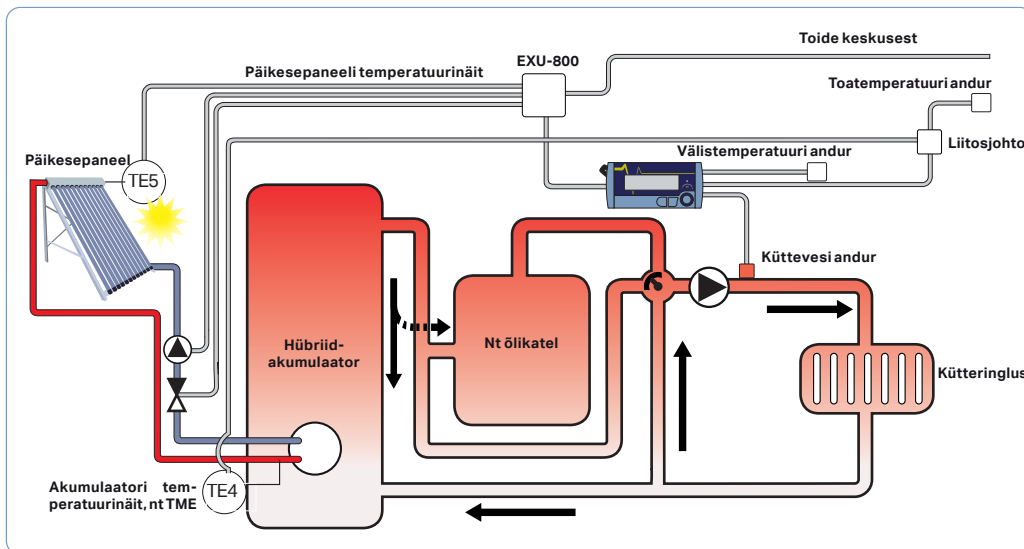 Toide keskusest
EXU-800
Päikesepaneeli temperatuurinäit
Toatemperatuuri andur
Liitosjohto
Välistemperatuuri andur
Päikesepaneel
TE5
Küttevesi andur
Hübriid-
akumulaator
Nt õlikatel
Kütteringlus
Akumulaatori tem-
peratuurinäit, nt TME
TE4